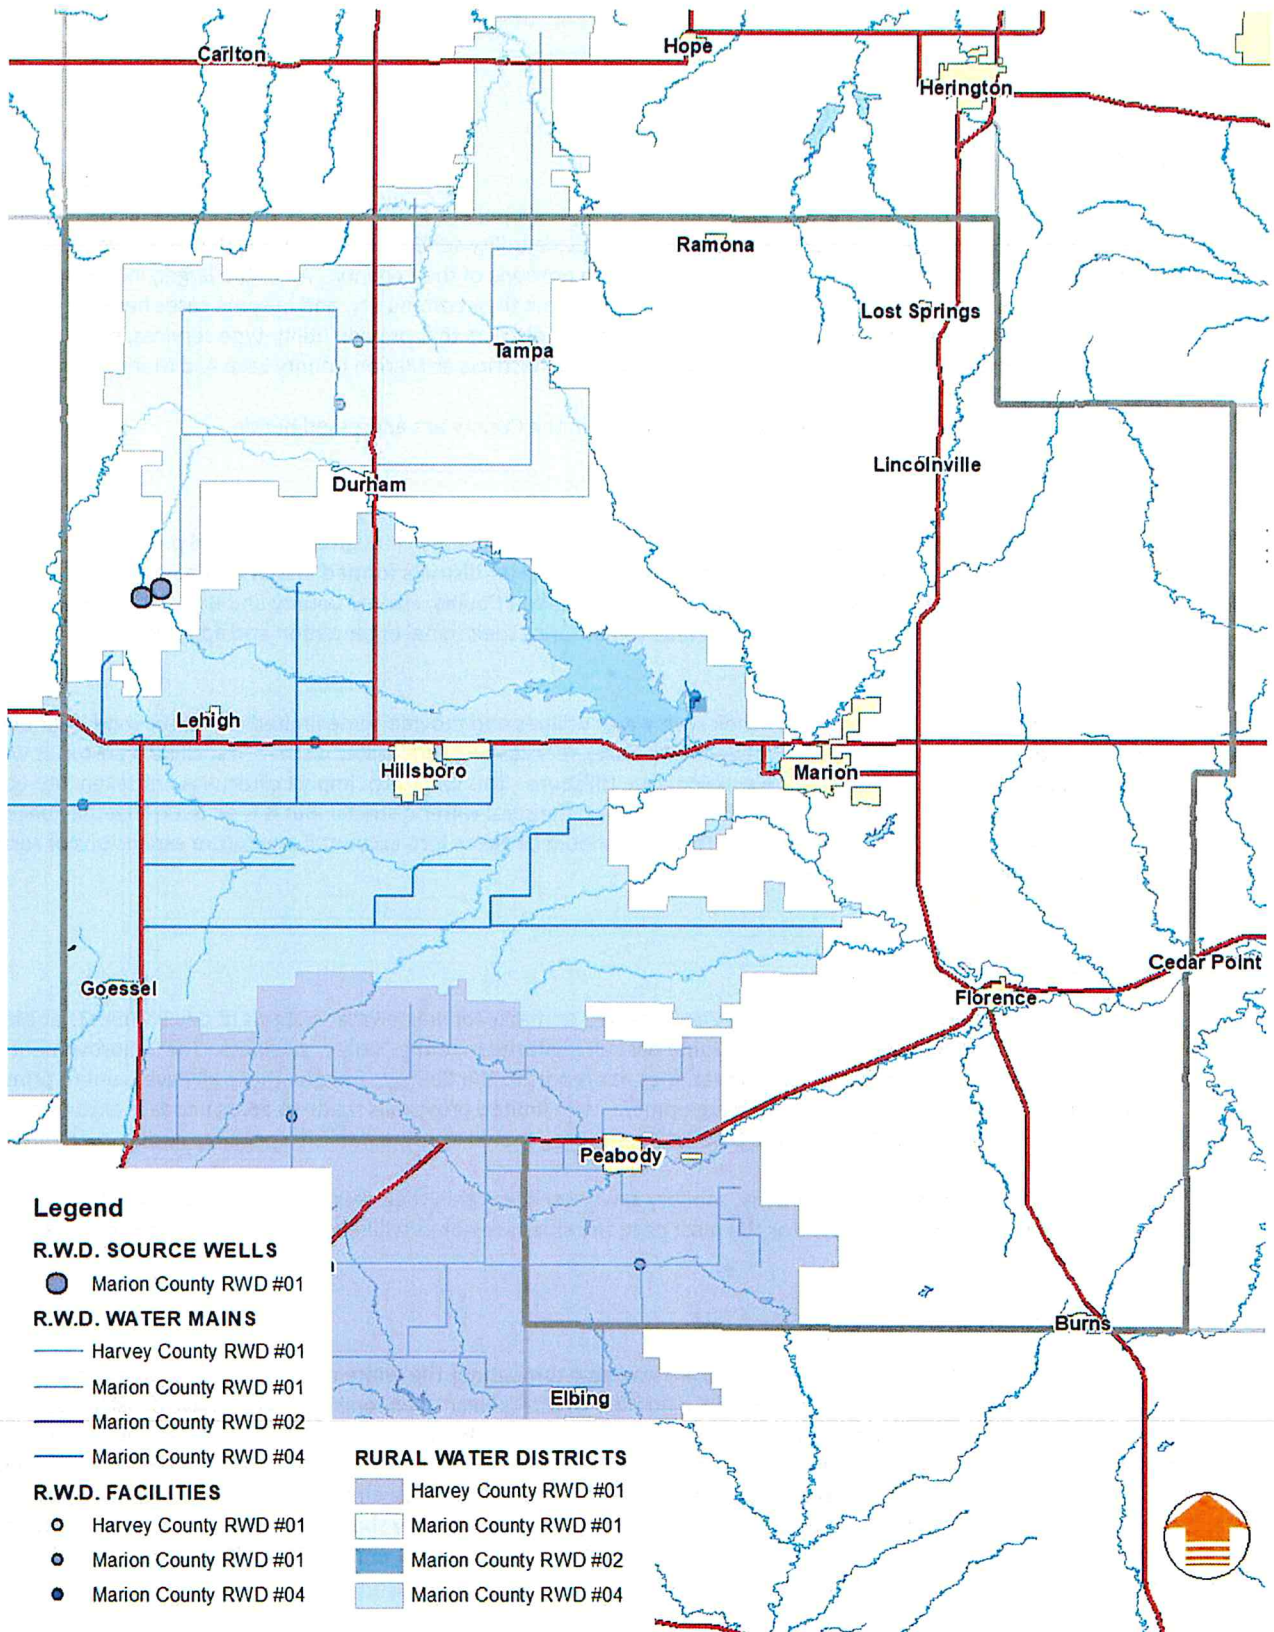 Carlton
Hope
Herington
Ramona
Lost Springs
Tampa
Lincolnville
Durham
Lehigh
Hillsboro
Marion
Goessel
Cedar Point
Florence
Peabody
Burns
Elbing
Legend
R.W.D. SOURCE WELLS
Marion County RWD #01
R.W.D. WATER MAINS
Harvey County RWD #01
Marion County RWD #01
Marion County RWD #02
Marion County RWD #04
R.W.D. FACILITIES
Harvey County RWD #01
Marion County RWD #01
Marion County RWD #04
RURAL WATER DISTRICTS
Harvey County RWD #01
Marion County RWD #01
Marion County RWD #02
Marion County RWD #04